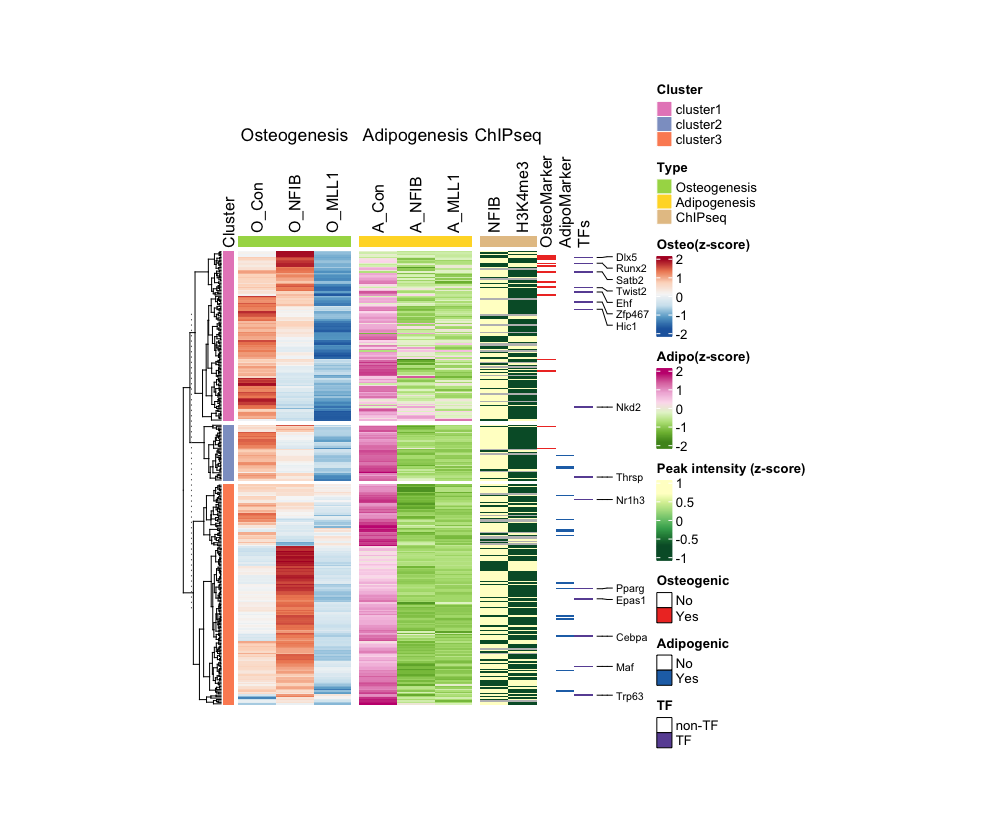 Osteogenesis Adipogenesis ChIPseq
Cluster
O_Con
O_NFIB
O_MLL1
A_Con
A_NFIB
A_MLL1
NFIB
H3K4me3
OsteoMarker
AdipoMarker
TFs
Dlx5
Runx2
Satb2
Twist2
Ehf
Zfp467
Hic1
Nkd2
Thrsp
Nr1h3
Pparg
Epas1
Cebpa
Maf
Trp63
Cluster
cluster1
cluster2
cluster3
Type
Osteogenesis
Adipogenesis
ChIPseq
Osteo(z-score)
2
1
0
-1
-2
Adipo(z-score)
2
1
0
-1
-2
Peak intensity (z-score)
1
0.5
0
-0.5
-1
Osteogenic
No
Yes
Adipogenic
No
Yes
TF
non-TF
TF